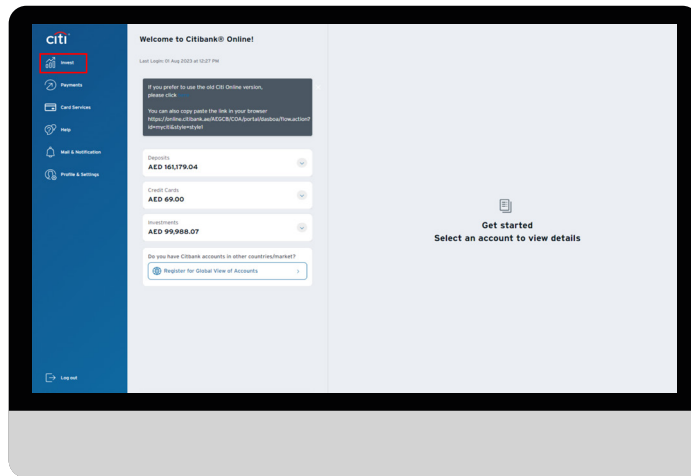 citi
Invest
Payments
Card Services
Help
Mail & Notification
Profile & Settings
Log out
Welcome to Citibank® Online!
Last Login: 01 Aug 2023 at 12:27 PM
If you prefer to use the old Citi Online version,
please click
You can also copy paste the link in your browser
https://online.citibank.ae/AEGCB/COA/portal/dasboa/flow.action?
id=myciti&style=style1
Deposits
AED 161,179.04
Credit Cards
AED 69.00
Investments
AED 99,988.07
Do you have Citibank accounts in other countries/market?
Register for Global View of Accounts
Get started
Select an account to view details